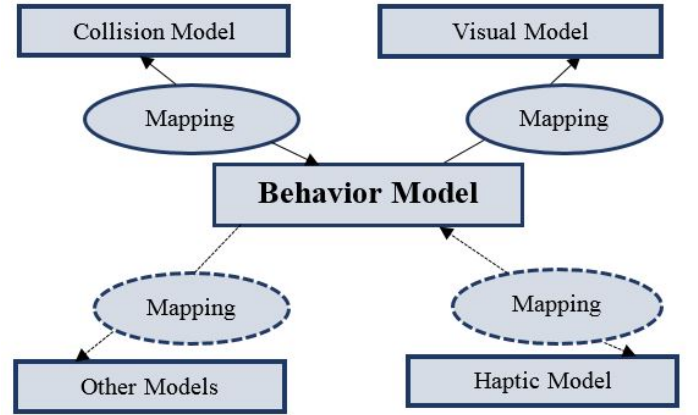 Collision Model
Visual Model
Mapping
Mapping
Behavior Model
Mapping
Mapping
Other Models
Haptic Model